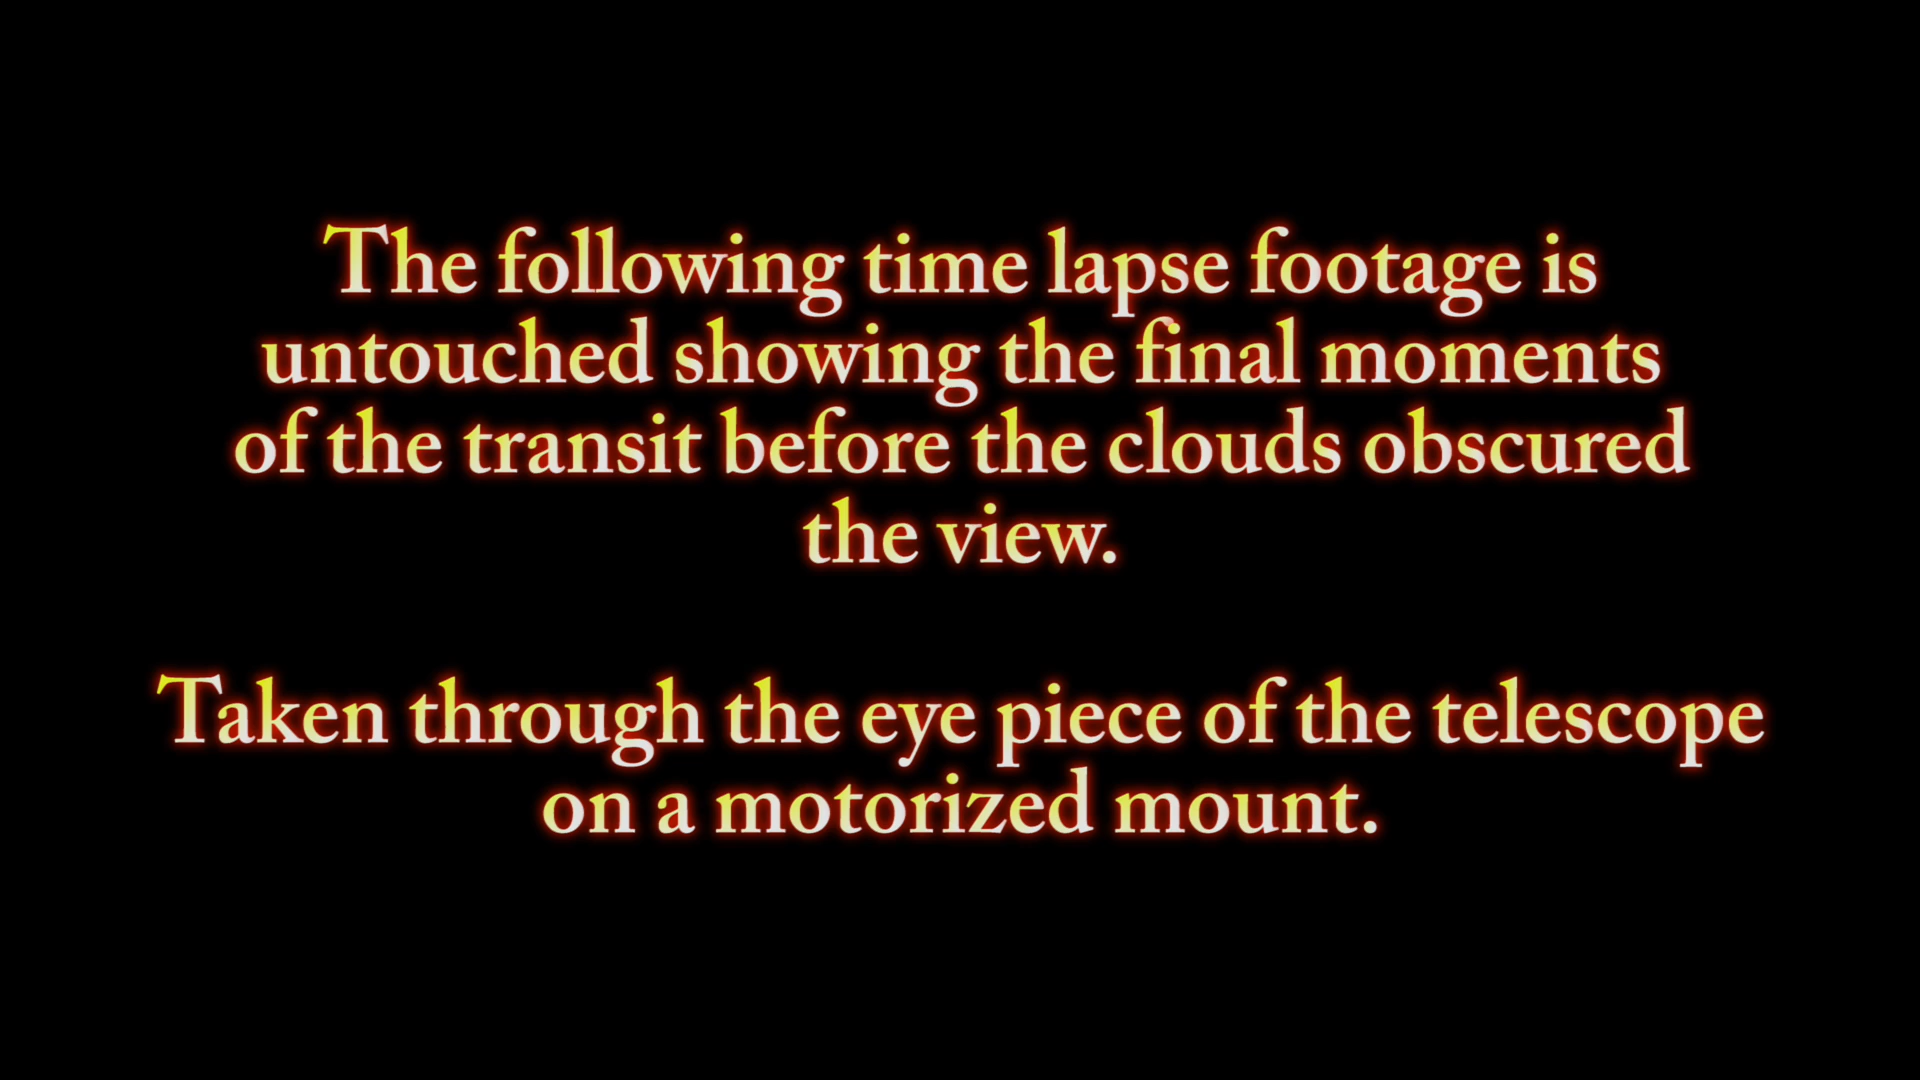 The following time lapse footage is
untouched showing the final moments
of the transit before the clouds obscured
the view.
Taken through the eye piece of the telescope
on a motorized mount.